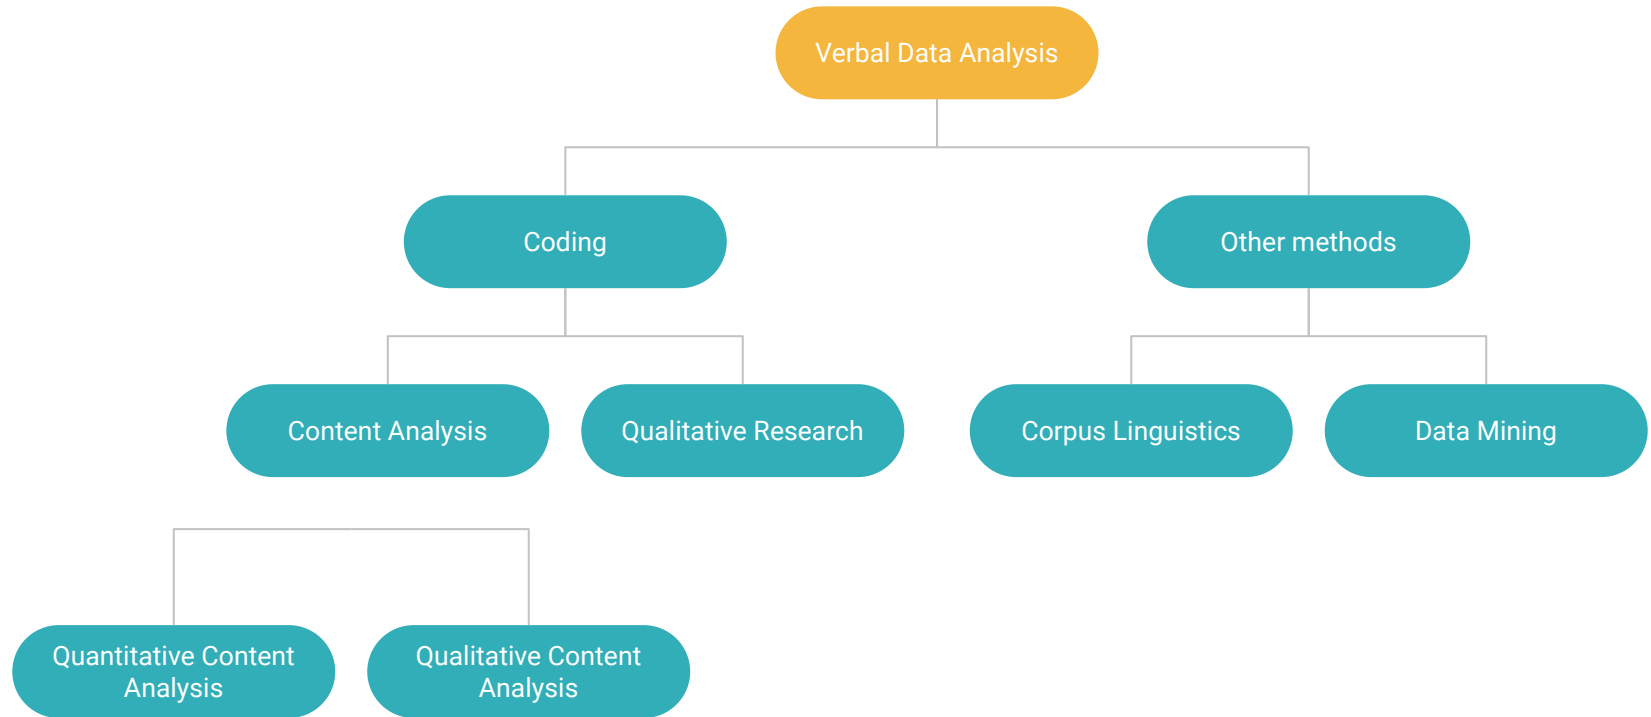 Verbal Data Analysis
Coding
Other methods
Content Analysis
Qualitative Research
Corpus Linguistics
Data Mining
Quantitative Content
Analysis
Qualitative Content
Analysis